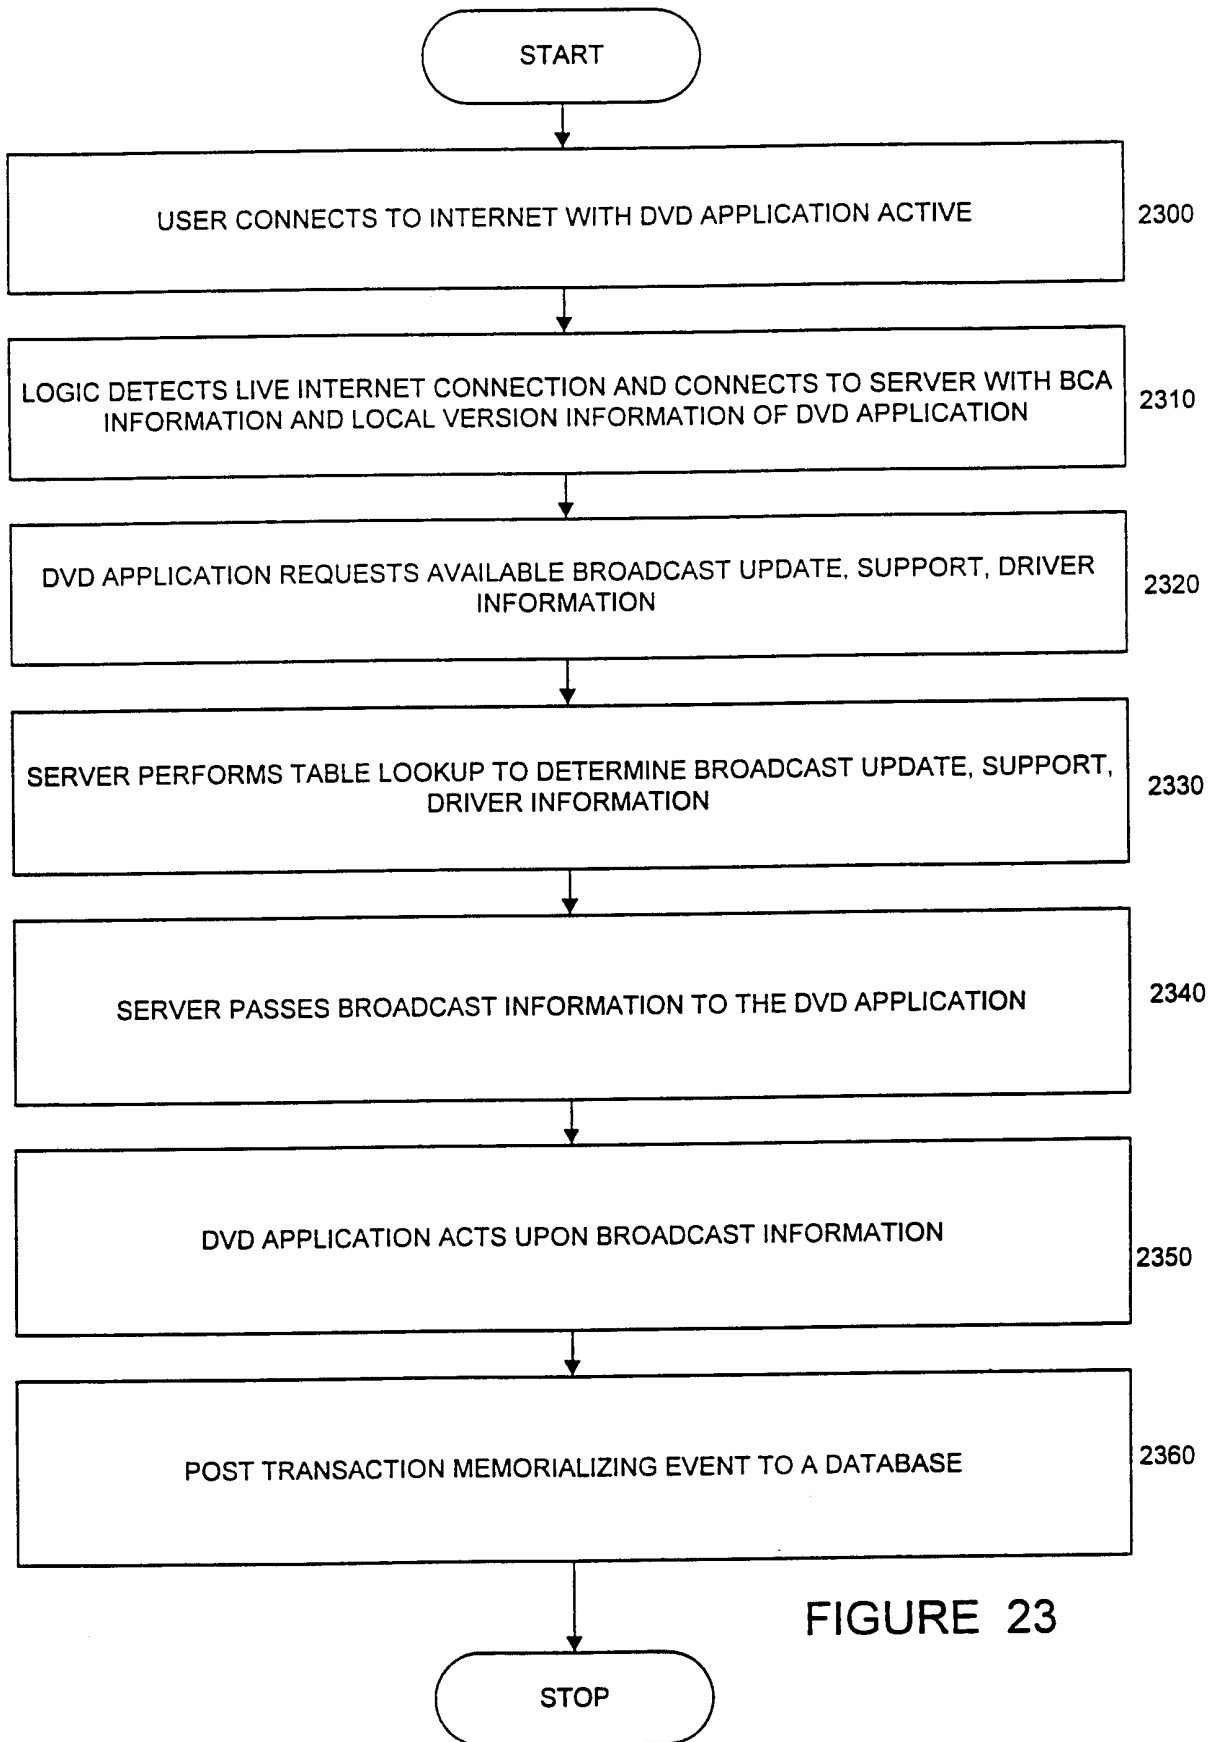 START
USER CONNECTS TO INTERNET WITH DVD APPLICATION ACTIVE
2300
LOGIC DETECTS LIVE INTERNET CONNECTION AND CONNECTS TO SERVER WITH BCA
INFORMATION AND LOCAL VERSION INFORMATION OF DVD APPLICATION
2310
DVD APPLICATION REQUESTS AVAILABLE BROADCAST UPDATE, SUPPORT, DRIVER
INFORMATION
2320
SERVER PERFORMS TABLE LOOKUP TO DETERMINE BROADCAST UPDATE, SUPPORT,
DRIVER INFORMATION
2330
SERVER PASSES BROADCAST INFORMATION TO THE DVD APPLICATION
2340
DVD APPLICATION ACTS UPON BROADCAST INFORMATION
2350
POST TRANSACTION MEMORIALIZING EVENT TO A DATABASE
2360
FIGURE 23
STOP